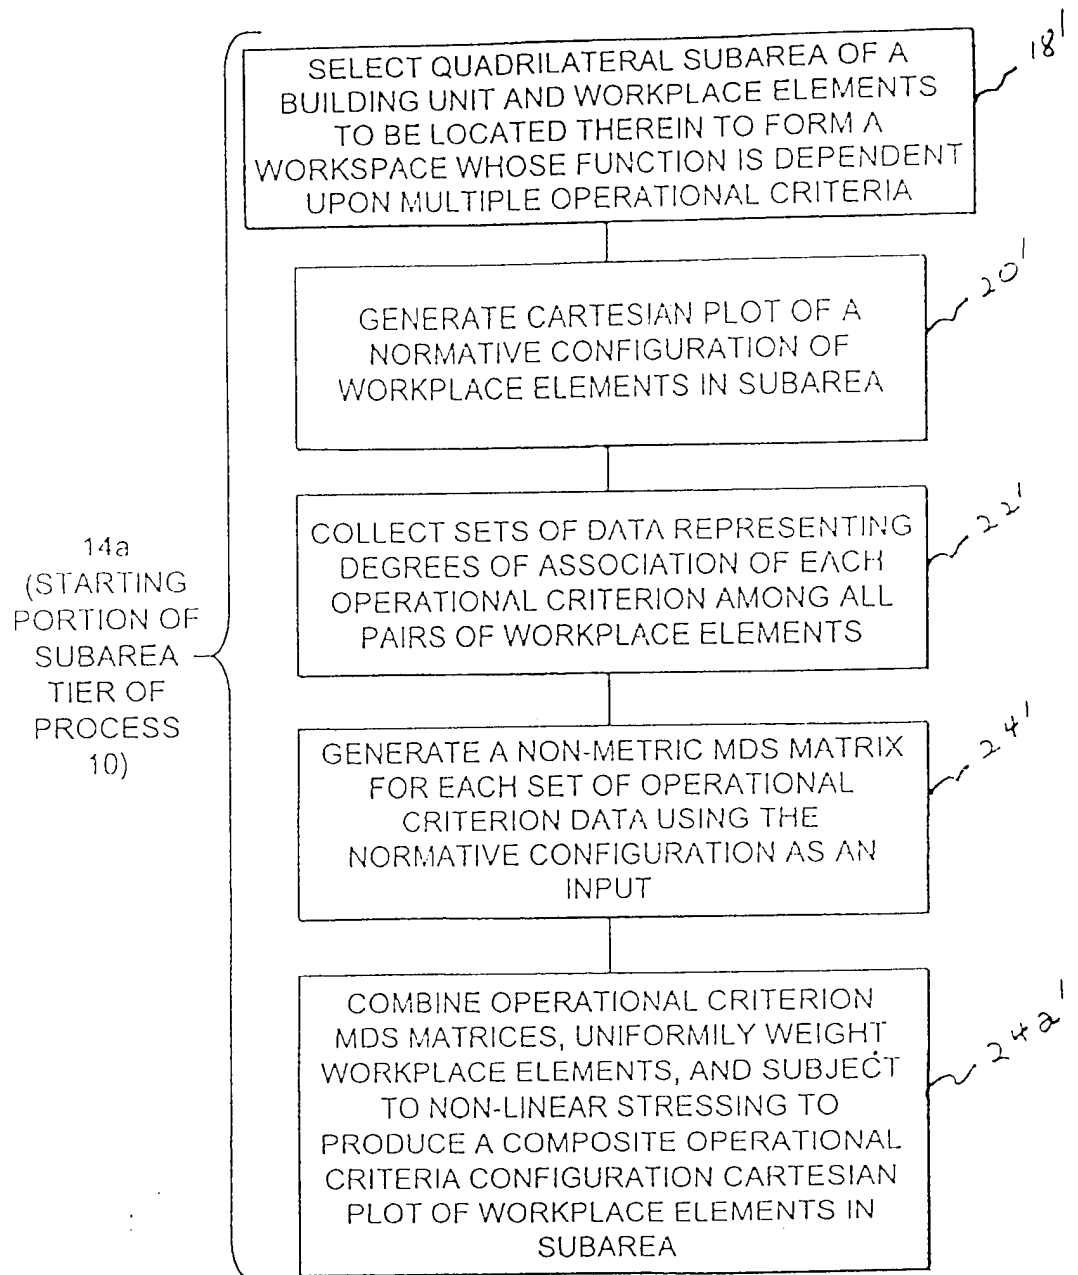 SELECT QUADRILATERAL SUBAREA OF A
BUILDING UNIT AND WORKPLACE ELEMENTS
TO BE LOCATED THEREIN TO FORM A
WORKSPACE WHOSE FUNCTION IS DEPENDENT
UPON MULTIPLE OPERATIONAL CRITERIA
18'
GENERATE CARTESIAN PLOT OF A
NORMATIVE CONFIGURATION OF
WORKPLACE ELEMENTS IN SUBAREA
20'
COLLECT SETS OF DATA REPRESENTING
DEGREES OF ASSOCIATION OF EACH
OPERATIONAL CRITERION AMONG ALL
PAIRS OF WORKPLACE ELEMENTS
22'
14a
(STARTING
PORTION OF
SUBAREA
TIER OF
PROCESS
10)
GENERATE A NON-METRIC MDS MATRIX
FOR EACH SET OF OPERATIONAL
CRITERION DATA USING THE
NORMATIVE CONFIGURATION AS AN
INPUT
24'
COMBINE OPERATIONAL CRITERION
MDS MATRICES, UNIFORMILY WEIGHT
WORKPLACE ELEMENTS, AND SUBJECT
TO NON-LINEAR STRESSING TO
PRODUCE A COMPOSITE OPERATIONAL
CRITERIA CONFIGURATION CARTESIAN
PLOT OF WORKPLACE ELEMENTS IN
SUBAREA
24a'